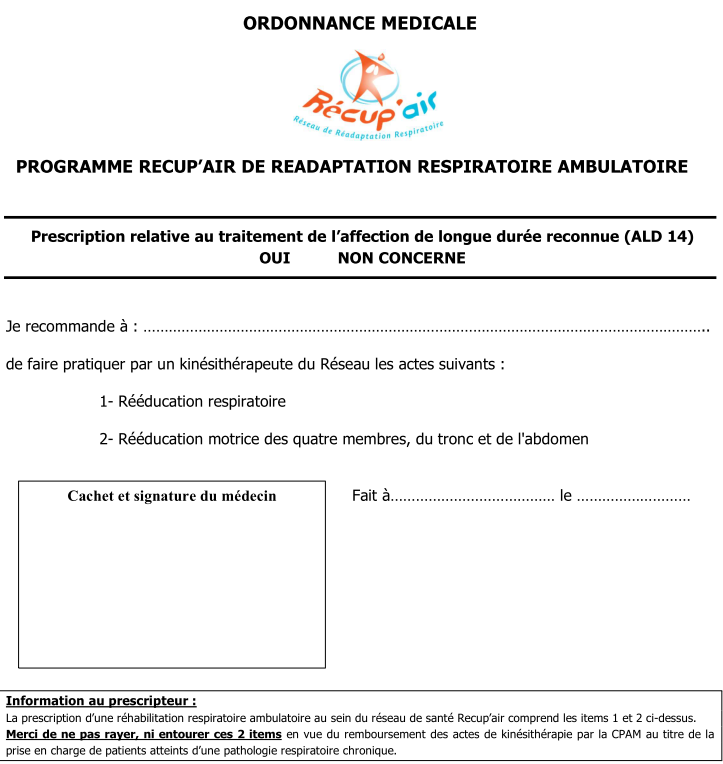 ORDONNANCE MEDICALE
Récup'air
Réseau de Réadaptation Respiratoire
PROGRAMME RECUP’AIR DE READAPTATION RESPIRATOIRE AMBULATOIRE
Prescription relative au traitement de l’affection de longue durée reconnue (ALD 14)
OUI NON CONCERNE
Je recommande à : ……………………………………………………………………………………………………………………..
de faire pratiquer par un kinésithérapeute du Réseau les actes suivants :
1- Rééducation respiratoire
2- Rééducation motrice des quatre membres, du tronc et de l'abdomen
Cachet et signature du médecin
Fait à………………………………… le ………………………
Information au prescripteur :
La prescription d’une réhabilitation respiratoire ambulatoire au sein du réseau de santé Recup’air comprend les items 1 et 2 ci-dessus.
Merci de ne pas rayer, ni entourer ces 2 items en vue du remboursement des actes de kinésithérapie par la CPAM au titre de la
prise en charge de patients atteints d’une pathologie respiratoire chronique.